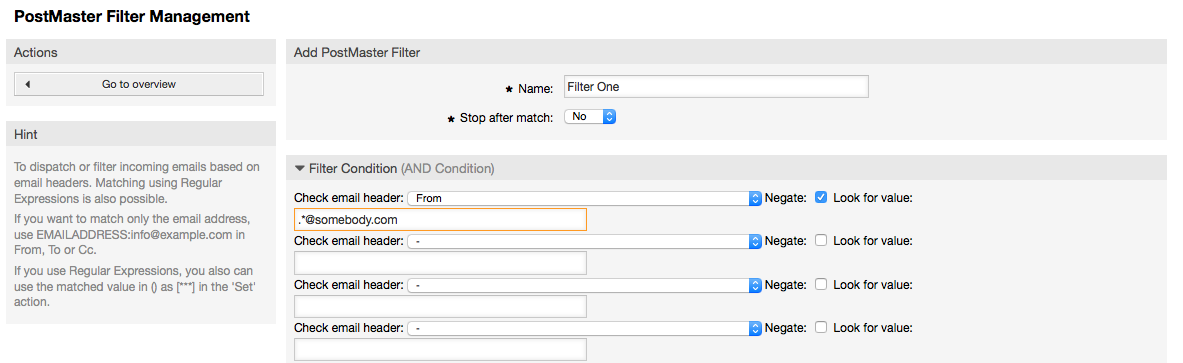 PostMaster Filter Management
Actions
Go to overview
Hint
To dispatch or filter incoming emails based on
email headers. Matching using Regular
Expressions is also possible.
If you want to match only the email address,
use EMAILADDRESS:info@example.com in
From, To or Cc.
If you use Regular Expressions, you also can
use the matched value in () as [***] in the 'Set'
action.
Add PostMaster Filter
★ Name: Filter One
★ Stop after match: No
Filter Condition (AND Condition)
Check email header: From Negate: Look for value:
.*@somebody.com
Check email header: - Negate: Look for value:
Check email header: - Negate: Look for value:
Check email header: - Negate: Look for value: